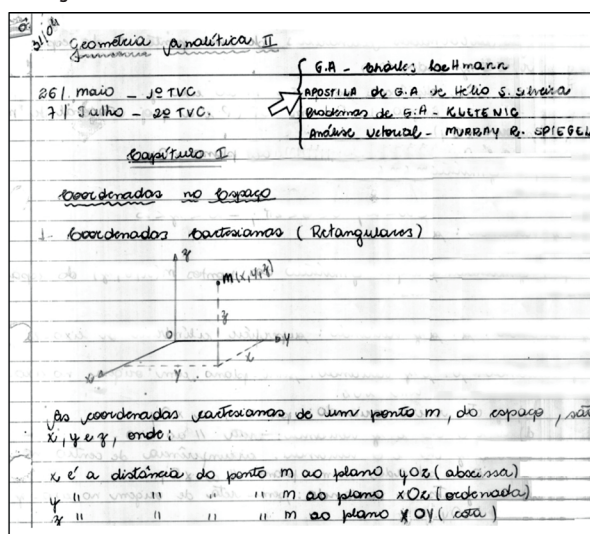 31/04
Geometria Analítica II
G.A - Charles Lehmann
26/. maio - 1º TVC
APOSTILA de G.A de Hélio S. Silveira
7/ Julho - 2º TVC.
Problemas de G.A - KLETENIC
Análise Vetorial - MURRAY R. SPIEGEL
Capítulo I
Coordenadas no Espaço
1- Coordenadas Cartesianas (Retangulares)
z
m(x,y,z)
z
O
y
x
y
x
As coordenadas cartesianas de um ponto m, do espaço, são
x, y e z, onde:
x é a distância do ponto m ao plano yOz (abscissa)
y " " " " m ao plano xOz (ordenada)
z " " " " m ao plano xOy (cota)